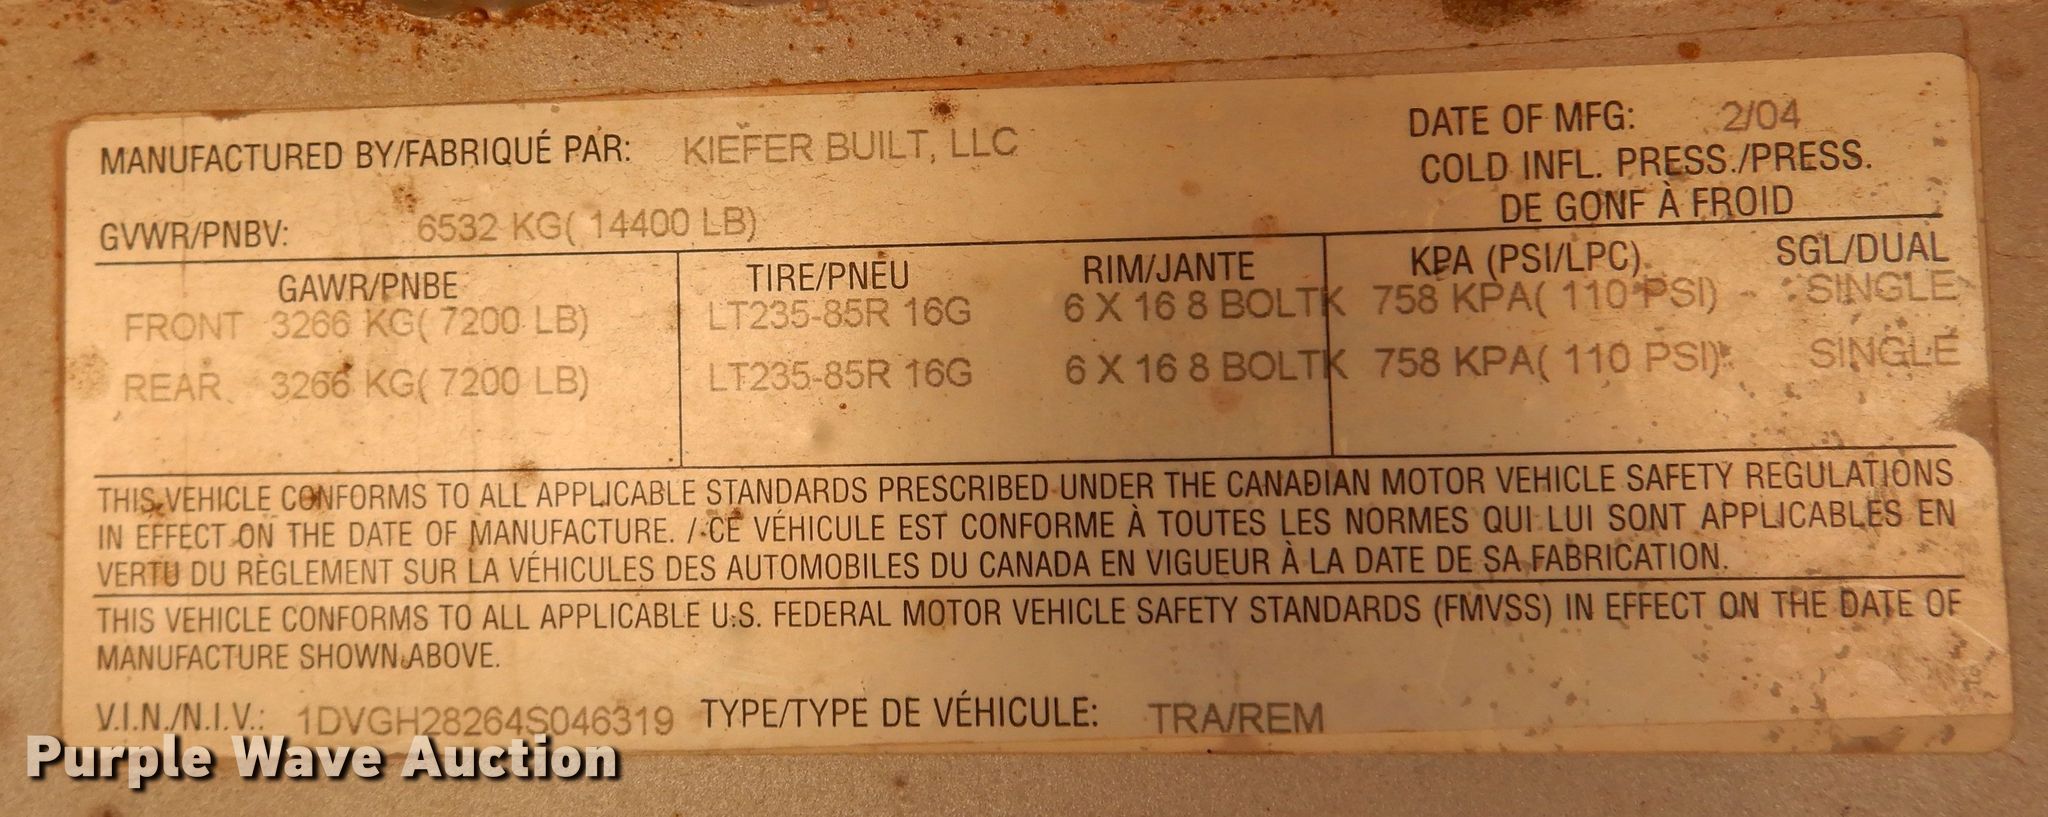 MANUFACTURED BY/FABRIQUÉ PAR: KIEFER BUILT, LLC
DATE OF MFG: 2/04
COLD INFL. PRESS./PRESS.
DE GONF À FROID
GVWR/PNBV: 6532 KG( 14400 LB)
GAWR/PNBE TIRE/PNEU RIM/JANTE KPA (PSI/LPC) SGL/DUAL
FRONT 3266 KG( 7200 LB) LT235-85R 16G 6 X 16 8 BOLTK 758 KPA( 110 PSI) SINGLE
REAR 3266 KG( 7200 LB) LT235-85R 16G 6 X 16 8 BOLTK 758 KPA( 110 PSI) SINGLE
THIS VEHICLE CONFORMS TO ALL APPLICABLE STANDARDS PRESCRIBED UNDER THE CANADIAN MOTOR VEHICLE SAFETY REGULATIONS
IN EFFECT ON THE DATE OF MANUFACTURE. / CE VÉHICULE EST CONFORME À TOUTES LES NORMES QUI LUI SONT APPLICABLES EN
VERTU DU RÈGLEMENT SUR LA VÉHICULES DES AUTOMOBILES DU CANADA EN VIGUEUR À LA DATE DE SA FABRICATION.
THIS VEHICLE CONFORMS TO ALL APPLICABLE U.S. FEDERAL MOTOR VEHICLE SAFETY STANDARDS (FMVSS) IN EFFECT ON THE DATE OF
MANUFACTURE SHOWN ABOVE.
V.I.N./N.I.V.: 1DVGH28264S046319 TYPE/TYPE DE VÉHICULE: TRA/REM
Purple Wave Auction